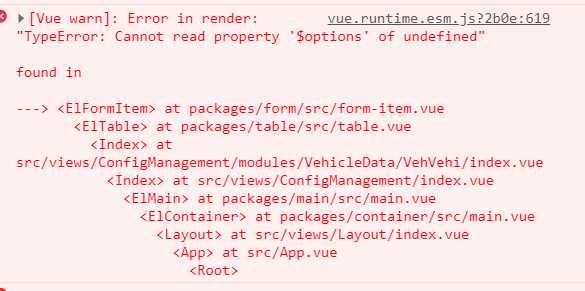 [Vue warn]: Error in render: vue.runtime.esm.js?2b0e:619
"TypeError: Cannot read property '$options' of undefined"
found in
---> <ElFormItem> at packages/form/src/form-item.vue
<ElTable> at packages/table/src/table.vue
<Index> at
src/views/ConfigManagement/modules/VehicleData/VehVehi/index.vue
<Index> at src/views/ConfigManagement/index.vue
<ElMain> at packages/main/src/main.vue
<ElContainer> at packages/container/src/main.vue
<Layout> at src/views/Layout/index.vue
<App> at src/App.vue
<Root>